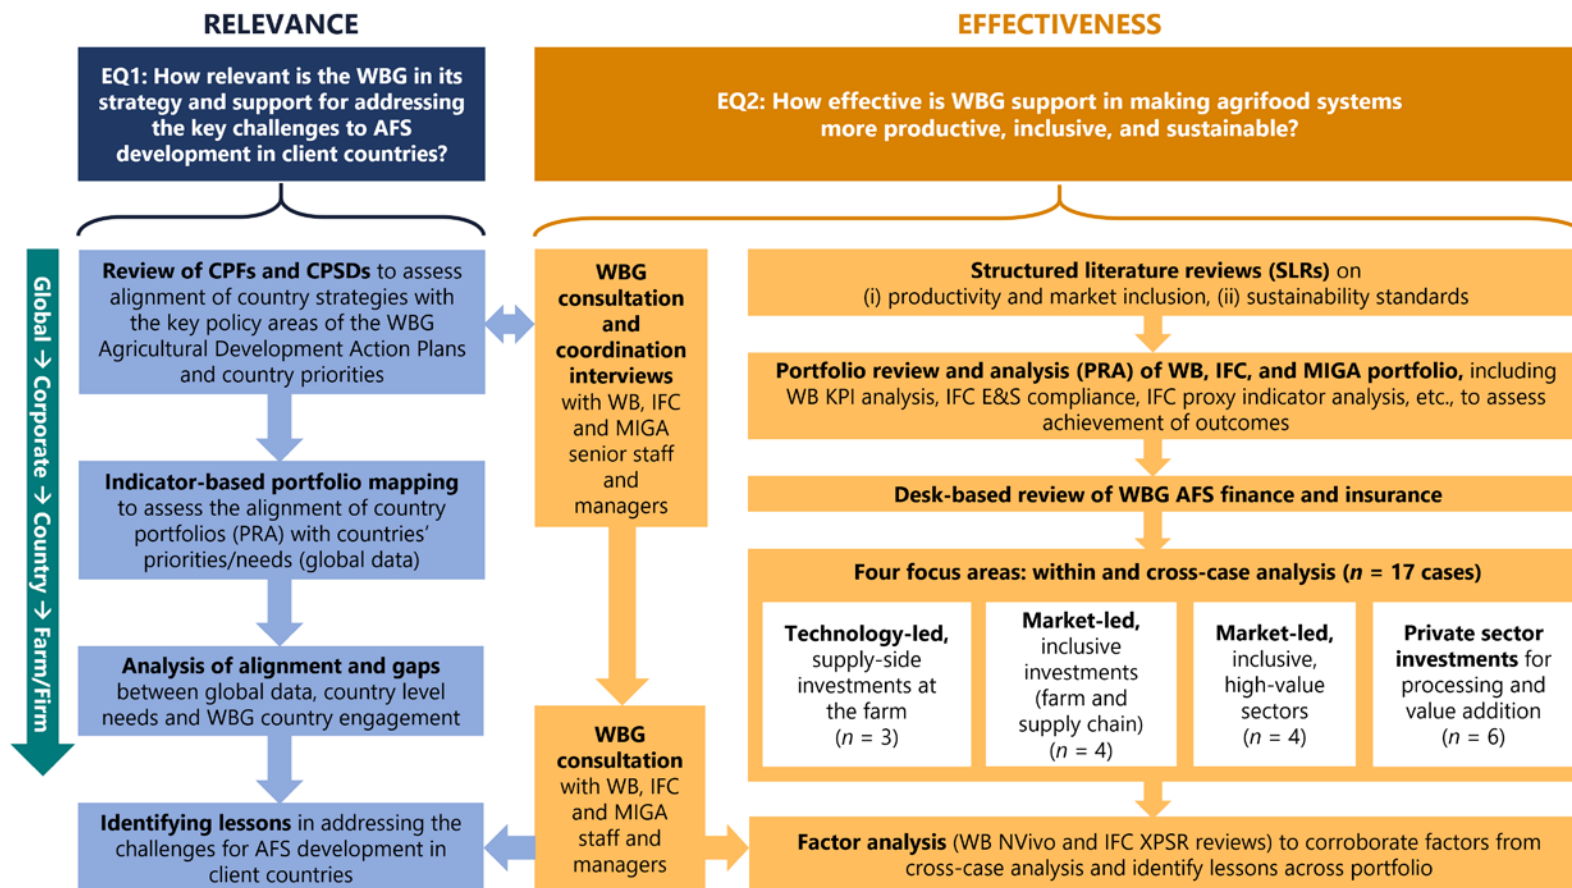 RELEVANCE
EFFECTIVENESS
EQ1: How relevant is the WBG in its
strategy and support for addressing
the key challenges to AFS
development in client countries?
EQ2: How effective is WBG support in making agrifood systems
more productive, inclusive, and sustainable?
Global → Corporate → Country → Farm/Firm
Review of CPFs and CPSDs to assess
alignment of country strategies with
the key policy areas of the WBG
Agricultural Development Action Plans
and country priorities
Indicator-based portfolio mapping
to assess the alignment of country
portfolios (PRA) with countries’
priorities/needs (global data)
Analysis of alignment and gaps
between global data, country level
needs and WBG country engagement
Identifying lessons in addressing the
challenges for AFS development in
client countries
WBG
consultation
and
coordination
interviews
with WB, IFC
and MIGA
senior staff
and
managers
WBG
consultation
with WB, IFC
and MIGA
staff and
managers
Structured literature reviews (SLRs) on
(i) productivity and market inclusion, (ii) sustainability standards
Portfolio review and analysis (PRA) of WB, IFC, and MIGA portfolio, including
WB KPI analysis, IFC E&S compliance, IFC proxy indicator analysis, etc., to assess
achievement of outcomes
Desk-based review of WBG AFS finance and insurance
Four focus areas: within and cross-case analysis (n = 17 cases)
Technology-led,
supply-side
investments at
the farm
(n = 3)
Market-led,
inclusive
investments
(farm and
supply chain)
(n = 4)
Market-led,
inclusive,
high-value
sectors
(n = 4)
Private sector
investments for
processing and
value addition
(n = 6)
Factor analysis (WB NVivo and IFC XPSR reviews) to corroborate factors from
cross-case analysis and identify lessons across portfolio